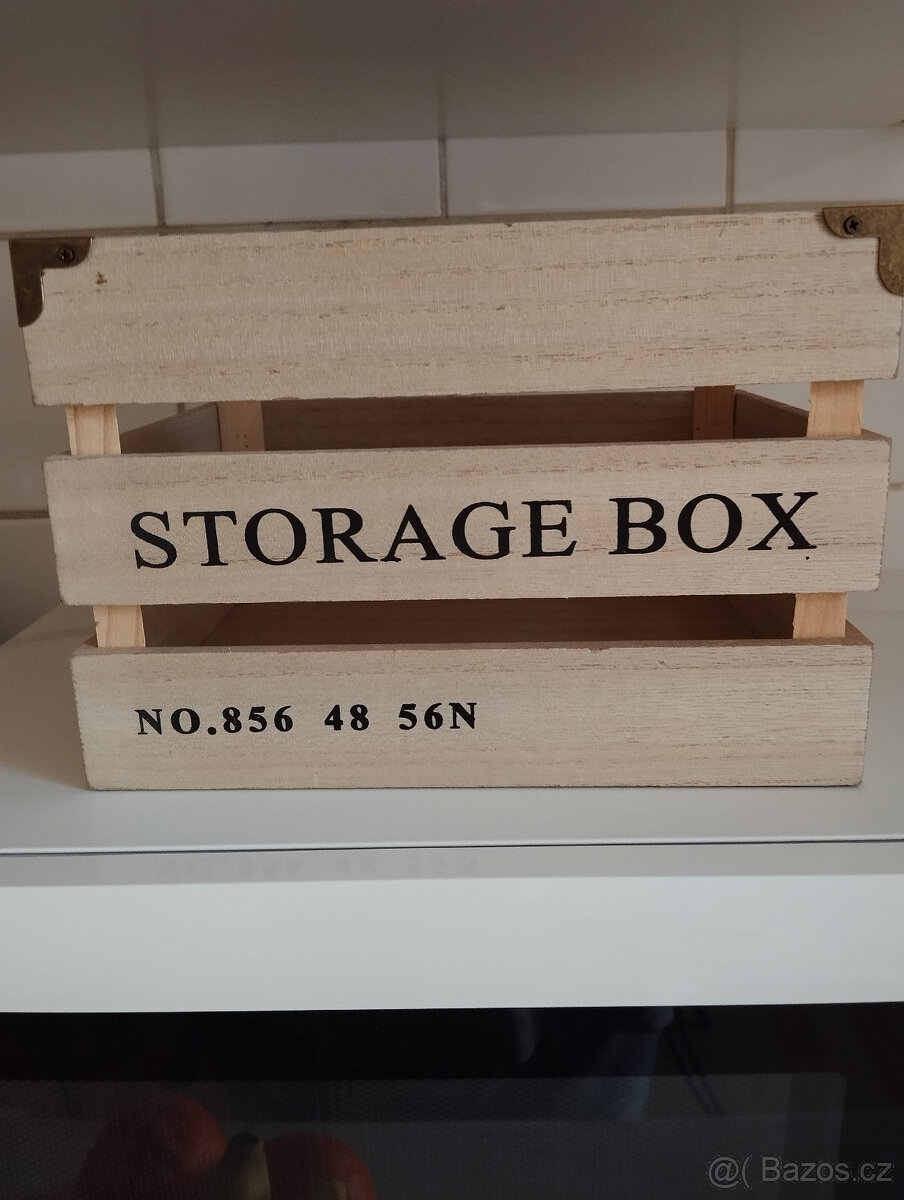 STORAGE BOX
NO.856 48 56N
@( Bazos.cz